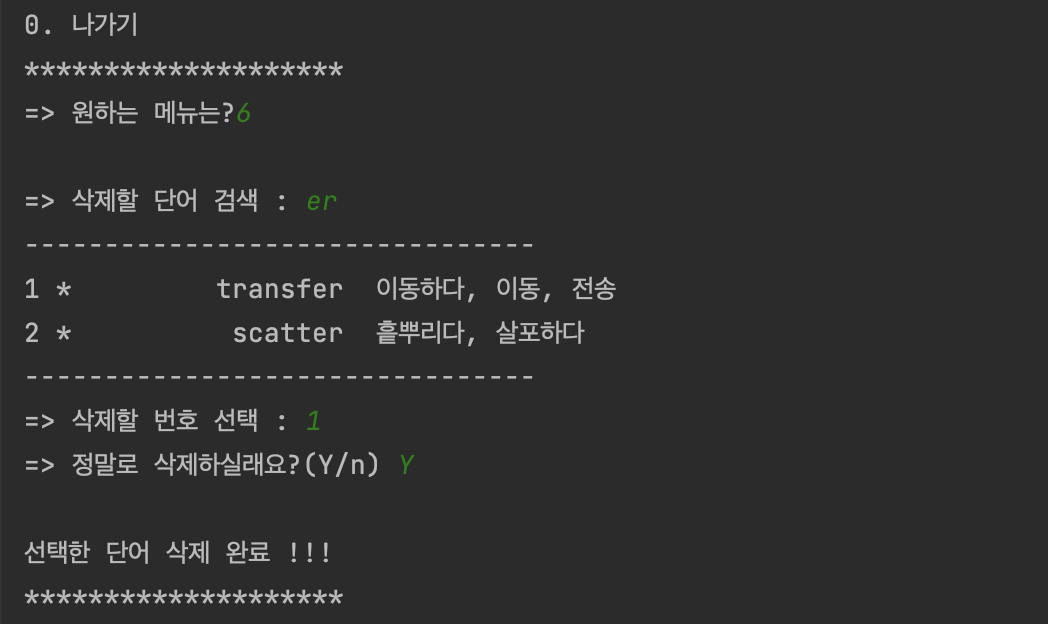 0. 나가기
********************
=> 원하는 메뉴는?6
=> 삭제할 단어 검색 : er
--------------------------------
1 *         transfer  이동하다, 이동, 전송
2 *          scatter  흩뿌리다, 살포하다
--------------------------------
=> 삭제할 번호 선택 : 1
=> 정말로 삭제하실래요?(Y/n) Y
선택한 단어 삭제 완료 !!!
********************